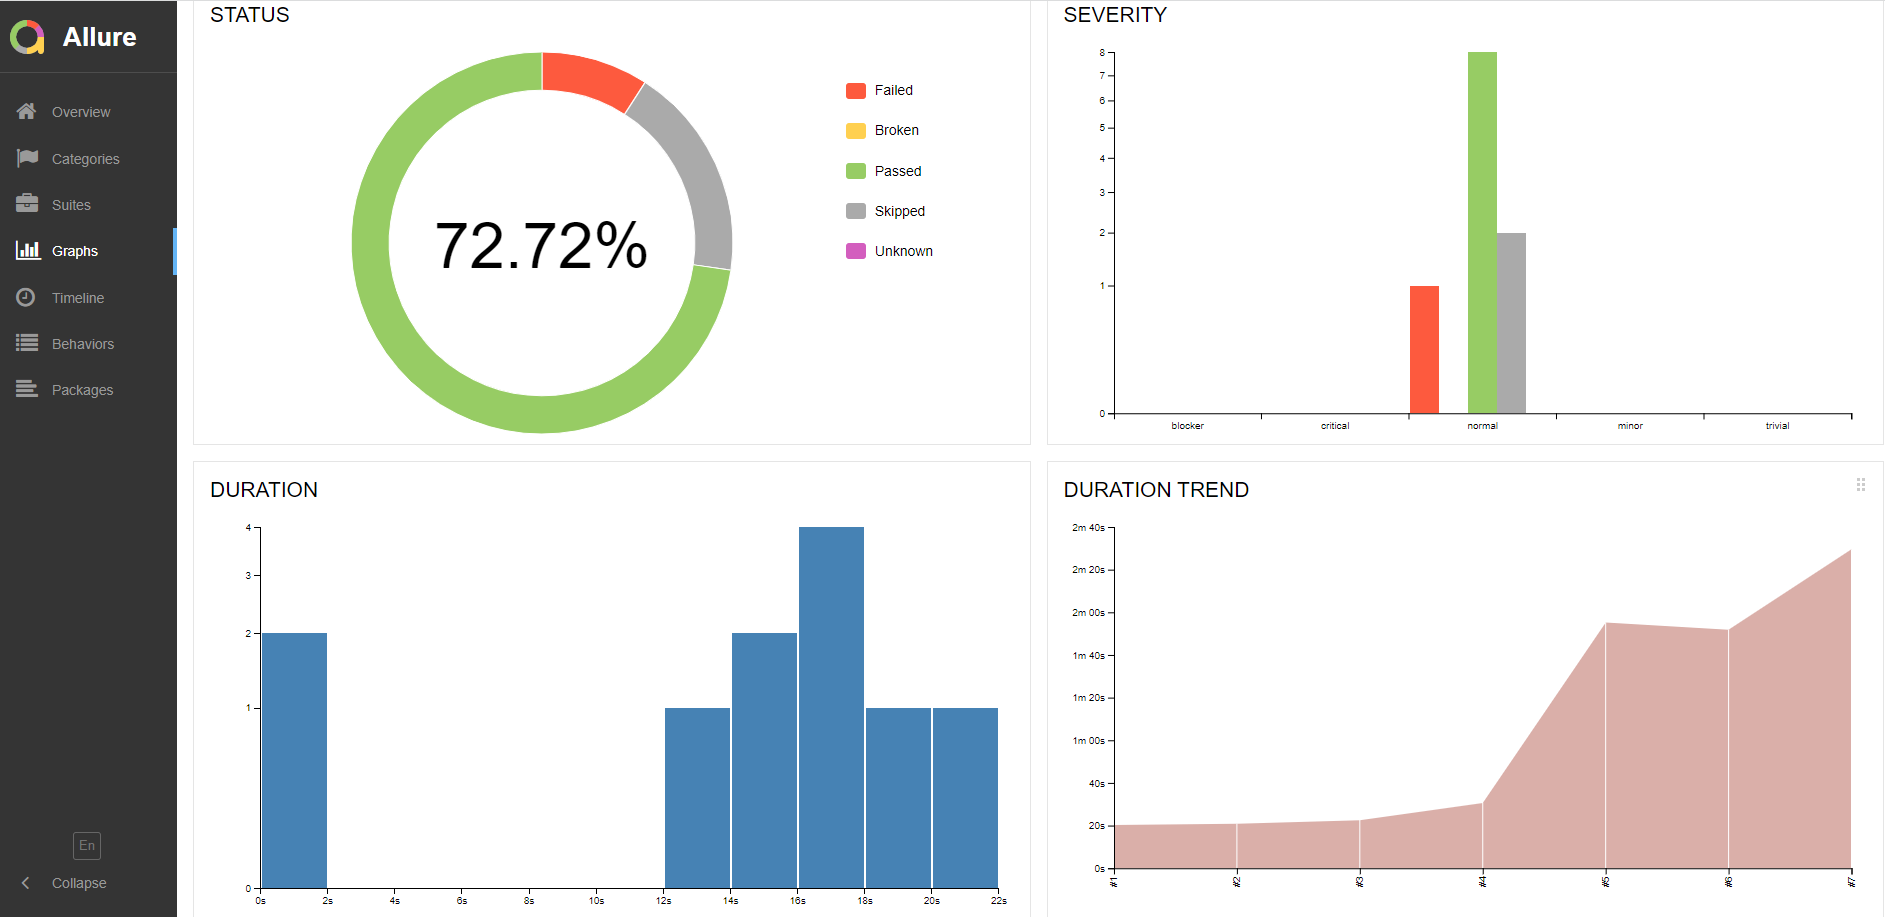 Allure
Overview
Categories
Suites
Graphs
Timeline
Behaviors
Packages
En
Collapse
STATUS
72.72%
Failed
Broken
Passed
Skipped
Unknown
SEVERITY
8
7
6
5
4
3
2
1
0
blocker critical normal minor trivial
DURATION
4
3
2
1
0
0s 2s 4s 6s 8s 10s 12s 14s 16s 18s 20s 22s
DURATION TREND
2m 40s
2m 20s
2m 00s
1m 40s
1m 20s
1m 00s
40s
20s
0s
#1 #2 #3 #4 #5 #6 #7